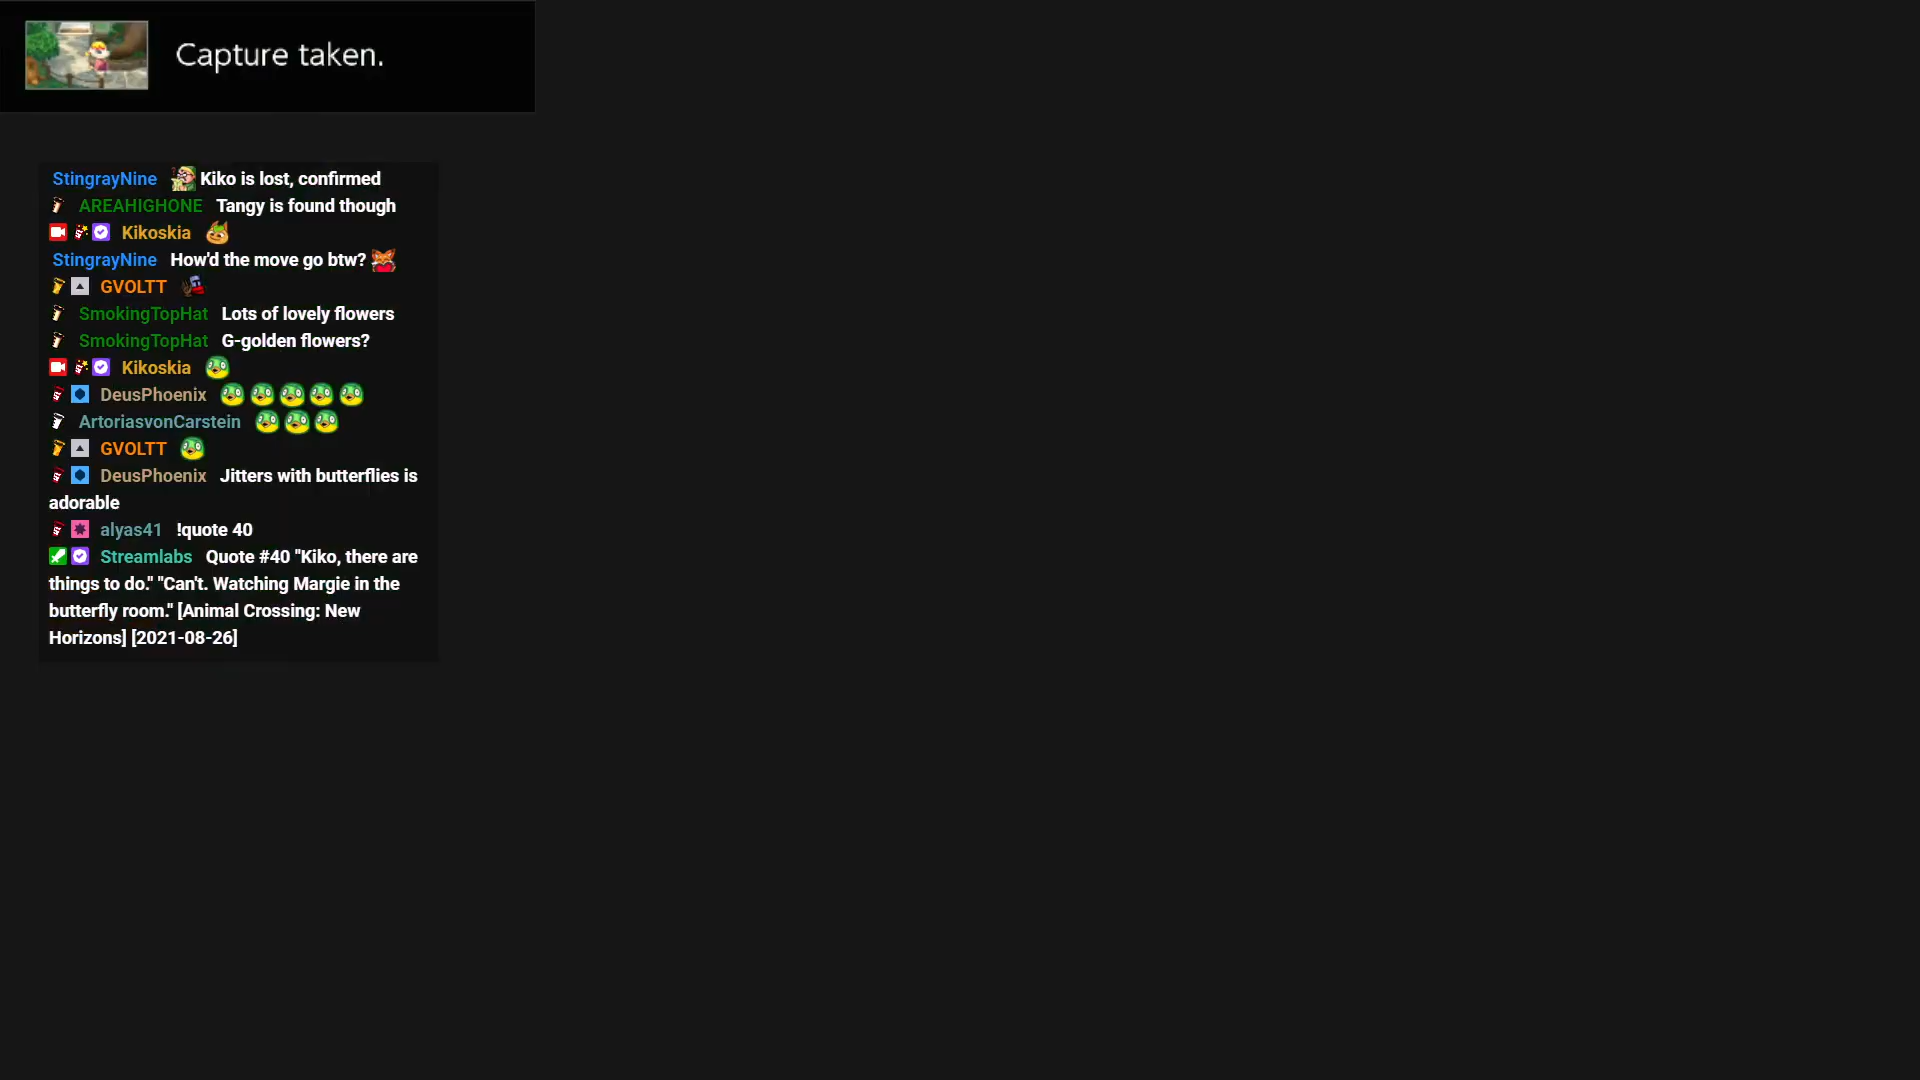 Capture taken.
StingrayNine Kiko is lost, confirmed
AREAHIGHONE Tangy is found though
Kikoskia
StingrayNine How'd the move go btw?
GVOLTT
SmokingTopHat Lots of lovely flowers
SmokingTopHat G-golden flowers?
Kikoskia
DeusPhoenix
ArtoriasvonCarstein
GVOLTT
DeusPhoenix Jitters with butterflies is
adorable
alyas41 !quote 40
Streamlabs Quote #40 "Kiko, there are
things to do." "Can't. Watching Margie in the
butterfly room." [Animal Crossing: New
Horizons] [2021-08-26]